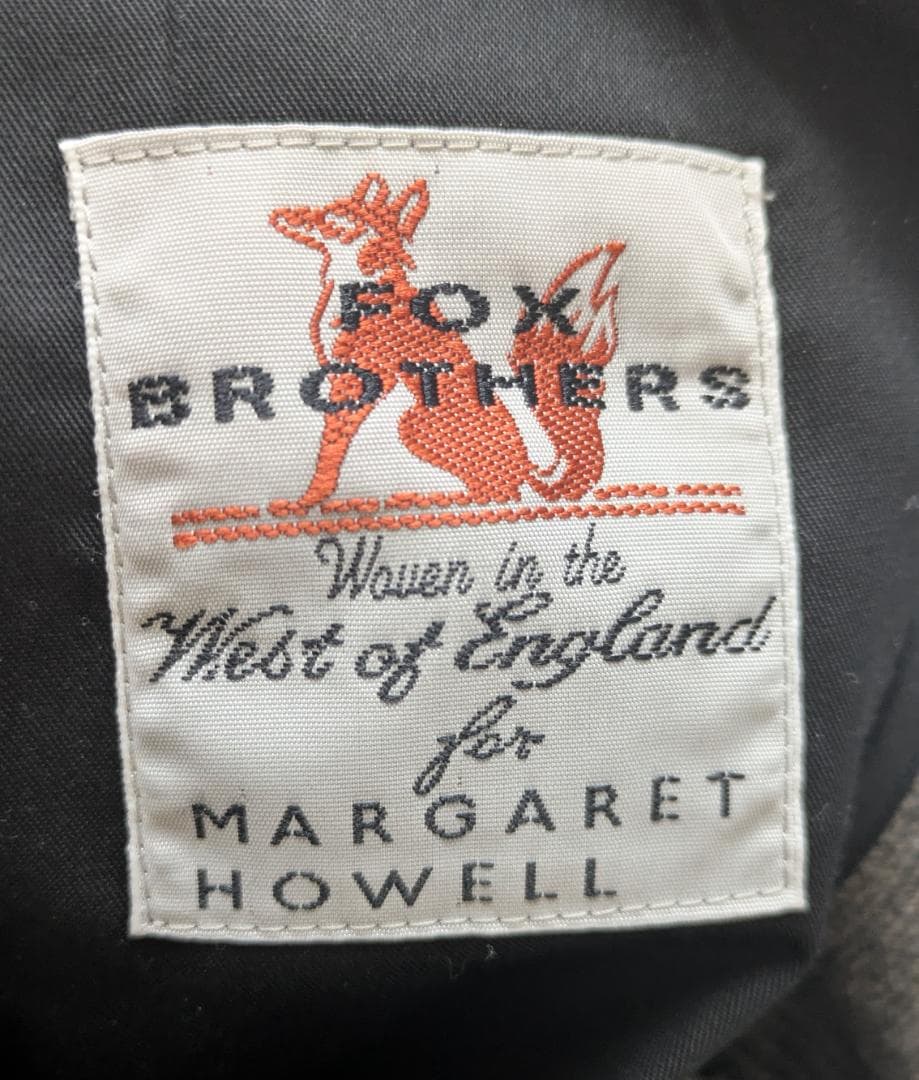 FOX
BROTHERS
Woven in the
West of England
for
MARGARET
HOWELL